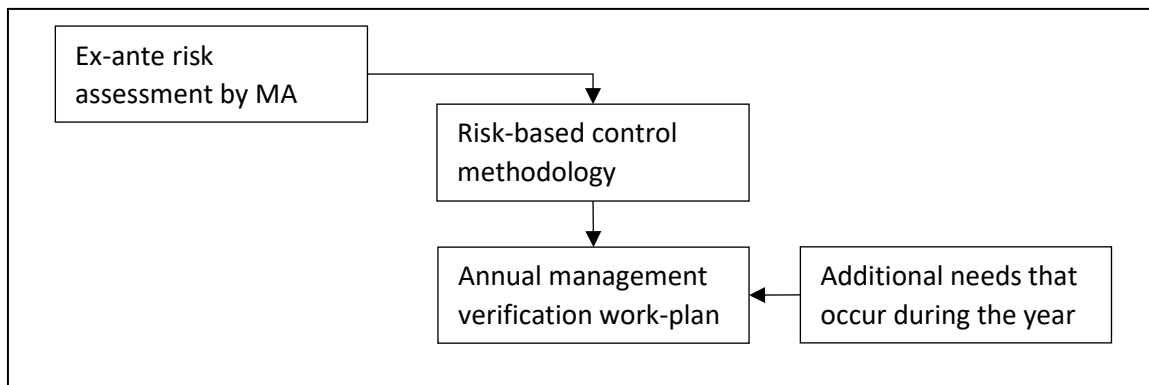 Ex-ante risk
assessment by MA
Risk-based control
methodology
Annual management
verification work-plan
Additional needs that
occur during the year